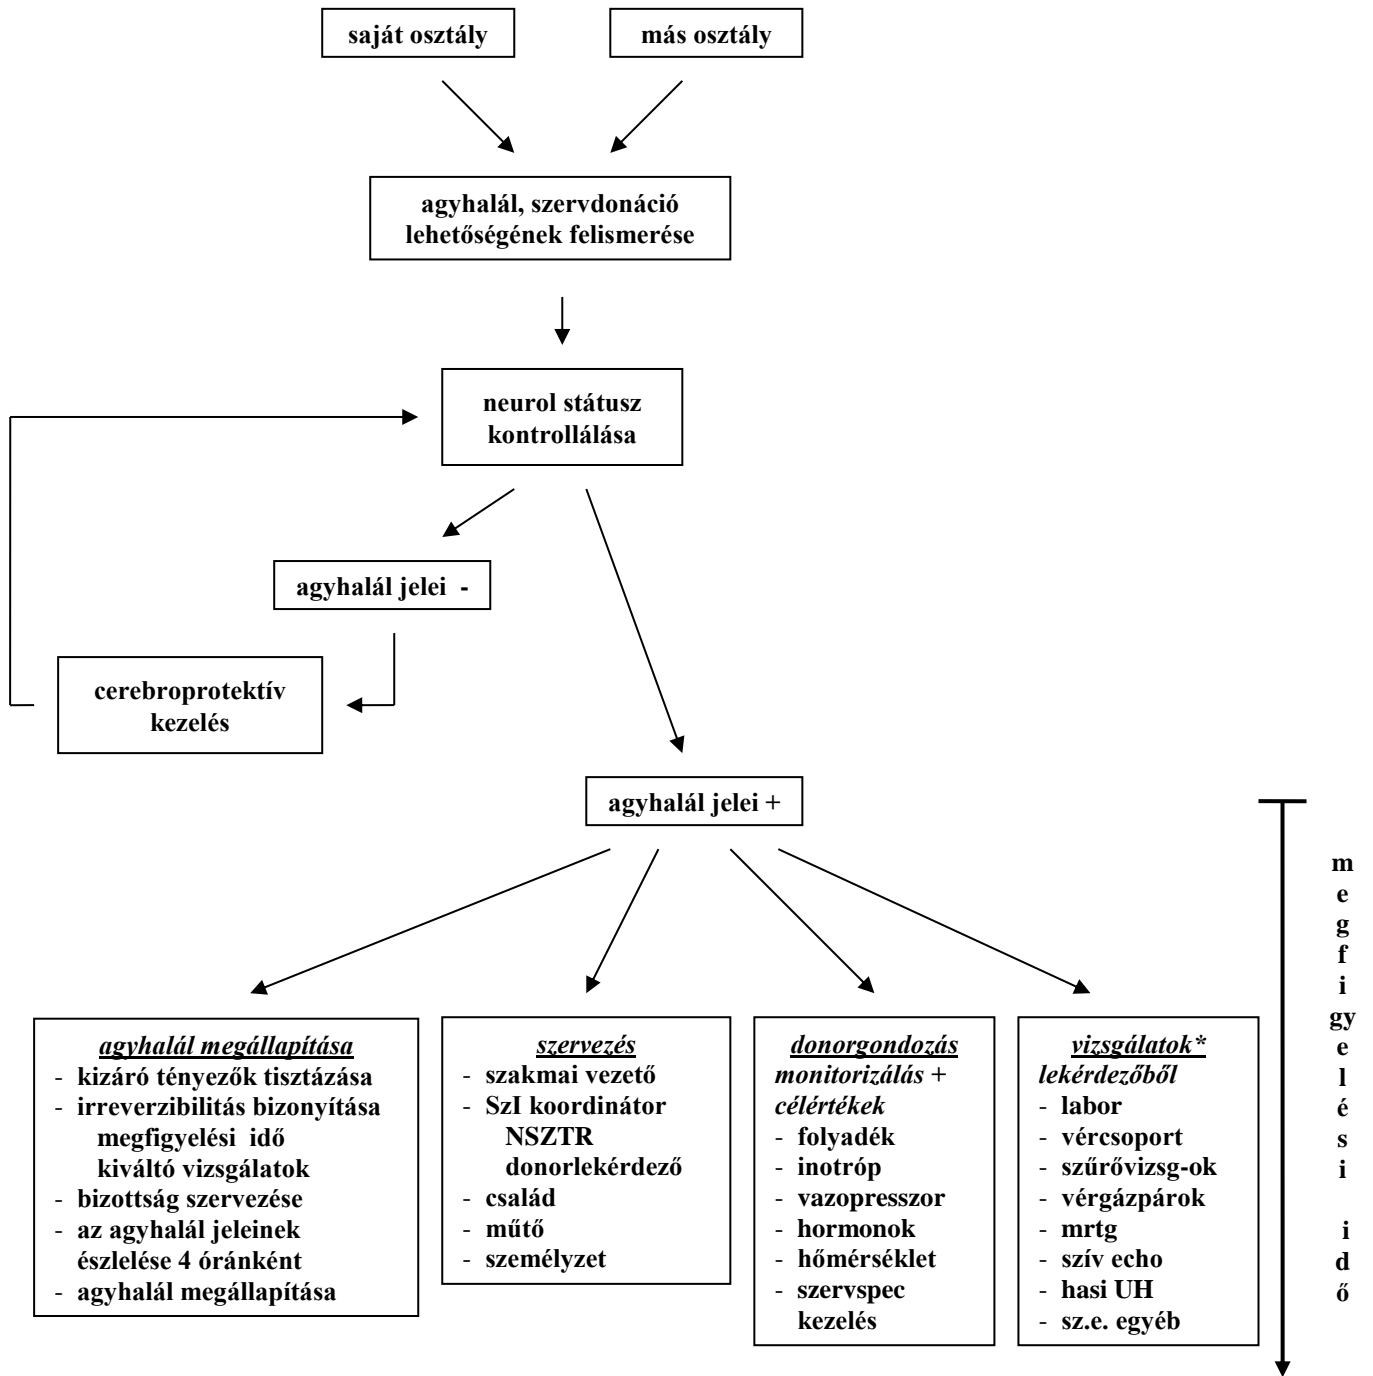 saját osztály
más osztály
agyhalál, szervdonáció
lehetőségének felismerése
neurol státusz
kontrollálása
agyhalál jelei -
cerebroprotektív
kezelés
agyhalál jelei +
agyhalál megállapítása
- kizáró tényezők tisztázása
- irreverzibilitás bizonyítása
megfigyelési idő
kiváltó vizsgálatok
- bizottság szervezése
- az agyhalál jeleinek
észlelése 4 óránként
- agyhalál megállapítása
szervezés
- szakmai vezető
- SzI koordinátor
NSZTR
donorlekérdező
- család
- műtő
- személyzet
donorgondozás
monitorizálás +
célértékek
- folyadék
- inotróp
- vazopresszor
- hormonok
- hőmérséklet
- szervspec
kezelés
vizsgálatok*
lekérdezőből
- labor
- vércsoport
- szűrővizsg-ok
- vérgázpárok
- mrtg
- szív echo
- hasi UH
- sz.e. egyéb
m
e
g
f
i
gy
e
l
é
s
i
i
d
ő